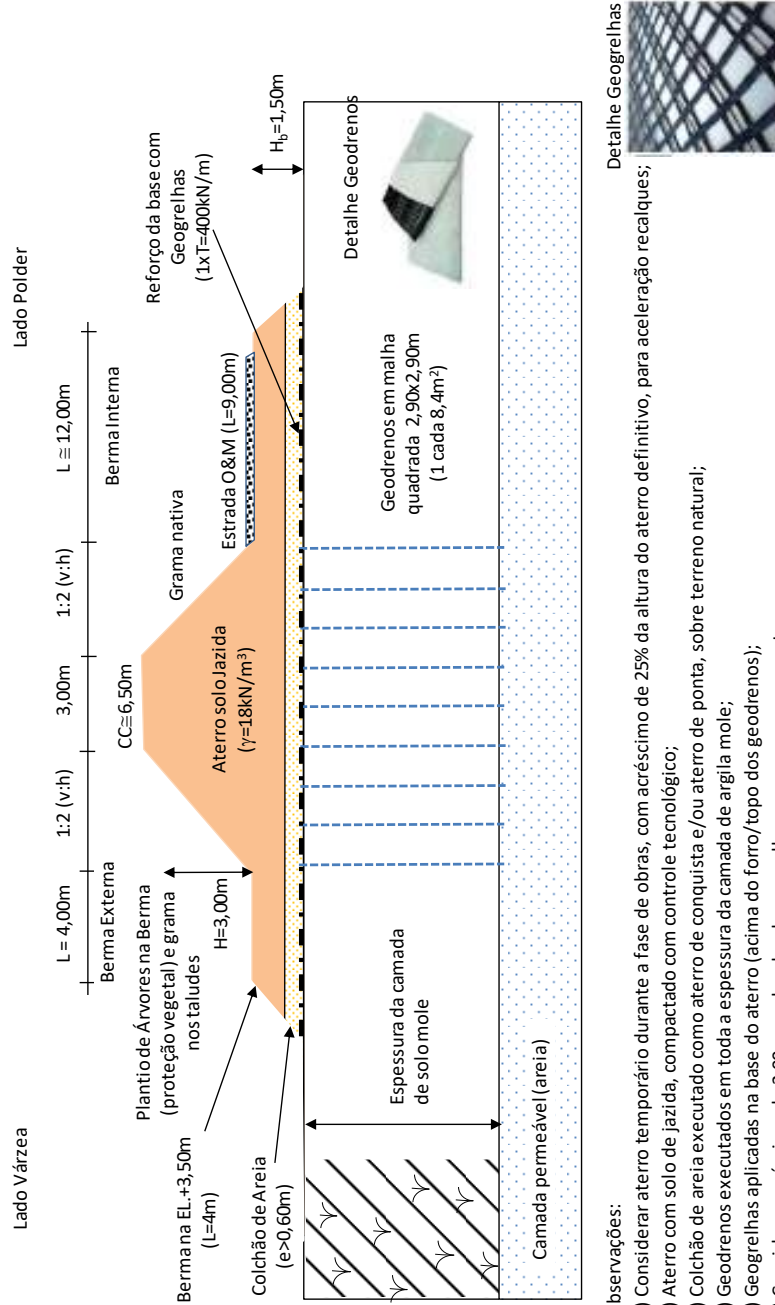 Lado Várzea
Lado Polder
L = 4,00m
1:2 (v:h)
3,00m
1:2 (v:h)
L ≅ 12,00m
Berma Externa
Berma Interna
CC≅6,50m
Grama nativa
Plantio de Árvores na Berma
(proteção vegetal) e grama
nos taludes
H=3,00m
Berma na EL.+3,50m
(L=4m)
Colchão de Areia
(e>0,60m)
Aterro solo Jazida
(γ=18kN/m³)
Estrada O&M (L=9,00m)
Reforço da base com
Geogrelhas
(1xT=400kN/m)
Hb=1,50m
Espessura da camada
de solo mole
Geodrenos em malha
quadrada 2,90x2,90m
(1 cada 8,4m²)
Detalhe Geodrenos
Camada permeável (areia)
Detalhe Geogrelhas
bservações:
) Considerar aterro temporário durante a fase de obras, com acréscimo de 25% da altura do aterro definitivo, para aceleração recalques;
) Aterro com solo de jazida, compactado com controle tecnológico;
) Colchão de areia executado como aterro de conquista e/ou aterro de ponta, sobre terreno natural;
) Geodrenos executados em toda a espessura da camada de argila mole;
) Geogrelhas aplicadas na base do aterro (acima do forro/topo dos geodrenos);